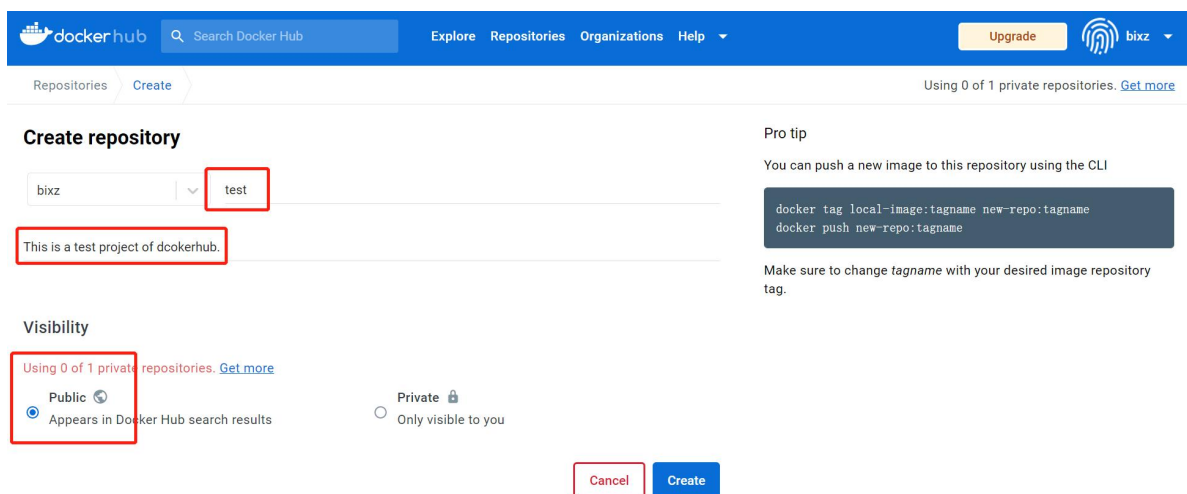 dockerhub Search Docker Hub Explore Repositories Organizations Help Upgrade bixz
Repositories Create Using 0 of 1 private repositories. Get more
Create repository
bixz test
This is a test project of dcokerhub.
Visibility
Using 0 of 1 private repositories. Get more
Public
Appears in Docker Hub search results
Private
Only visible to you
Cancel Create
Pro tip
You can push a new image to this repository using the CLI
docker tag local-image:tagname new-repo:tagname
docker push new-repo:tagname
Make sure to change tagname with your desired image repository
tag.